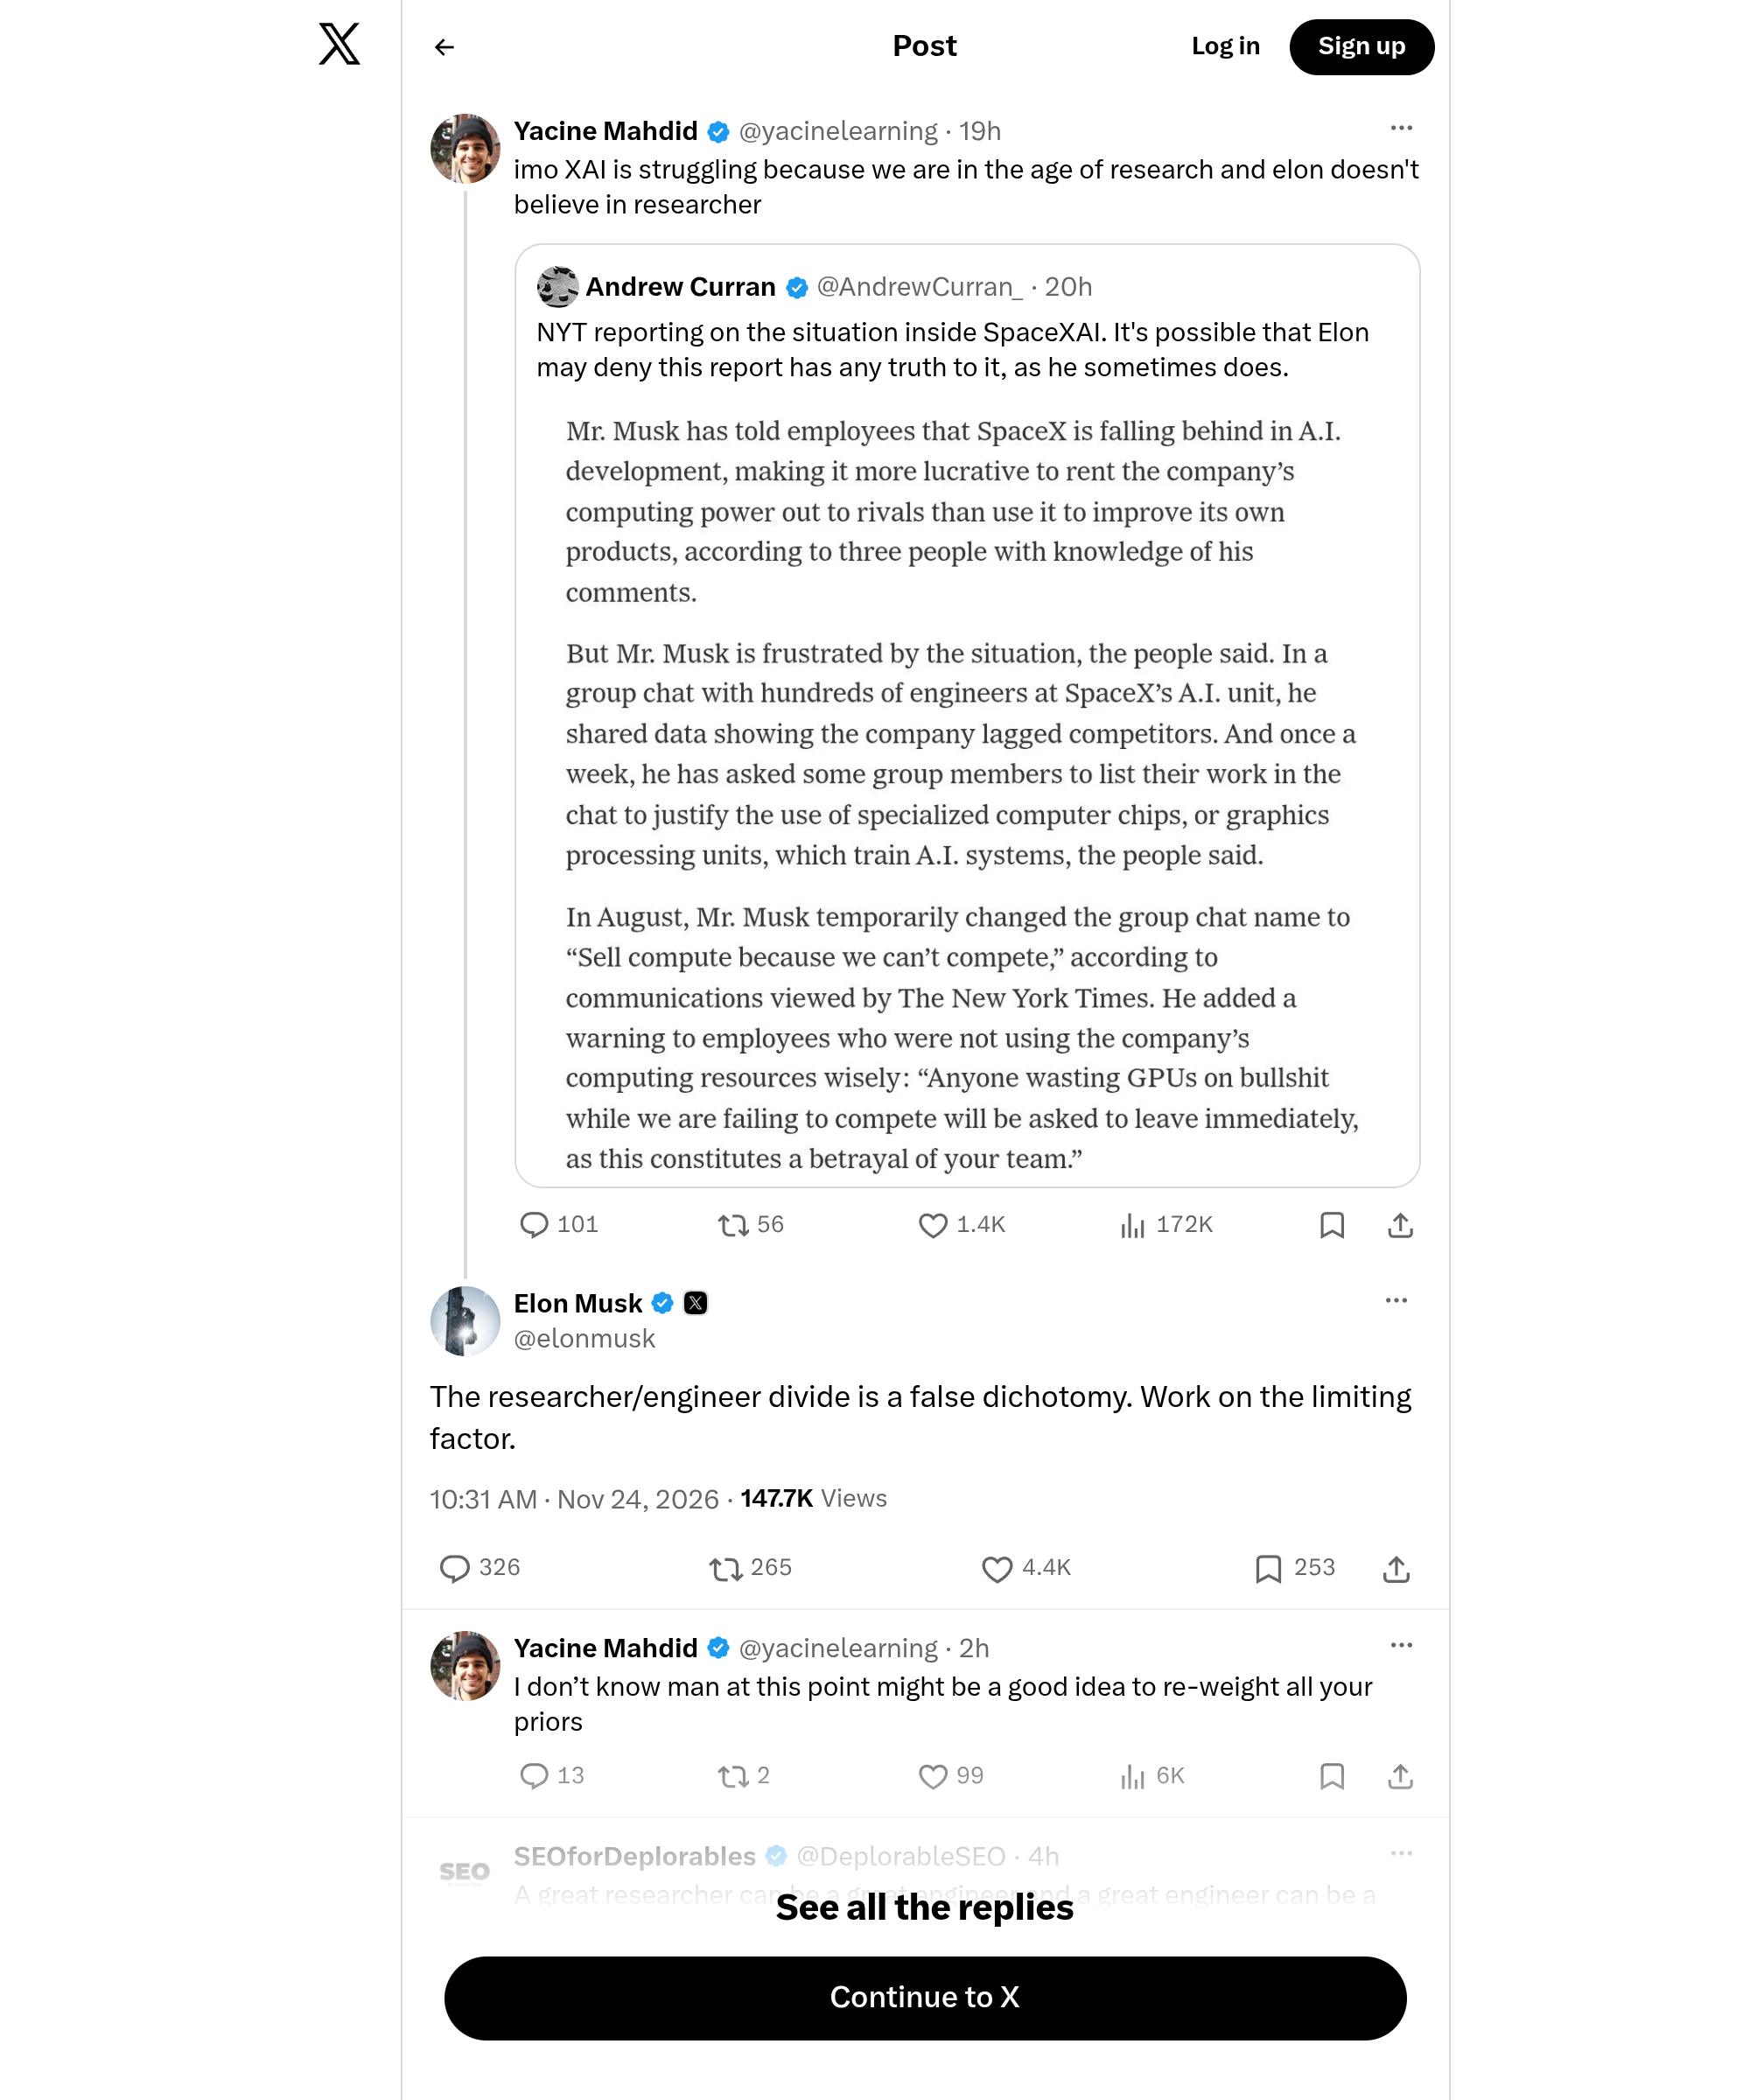 Post
Log in
Sign up
Yacine Mahdid @yacinelearning · 19h
imo XAI is struggling because we are in the age of research and elon doesn't
believe in researcher
Andrew Curran @AndrewCurran_ · 20h
NYT reporting on the situation inside SpaceXAI. It's possible that Elon
may deny this report has any truth to it, as he sometimes does.
Mr. Musk has told employees that SpaceX is falling behind in A.I.
development, making it more lucrative to rent the company’s
computing power out to rivals than use it to improve its own
products, according to three people with knowledge of his
comments.
But Mr. Musk is frustrated by the situation, the people said. In a
group chat with hundreds of engineers at SpaceX’s A.I. unit, he
shared data showing the company lagged competitors. And once a
week, he has asked some group members to list their work in the
chat to justify the use of specialized computer chips, or graphics
processing units, which train A.I. systems, the people said.
In August, Mr. Musk temporarily changed the group chat name to
“Sell compute because we can’t compete,” according to
communications viewed by The New York Times. He added a
warning to employees who were not using the company’s
computing resources wisely: “Anyone wasting GPUs on bullshit
while we are failing to compete will be asked to leave immediately,
as this constitutes a betrayal of your team.”
101 56 1.4K 172K
Elon Musk
@elonmusk
The researcher/engineer divide is a false dichotomy. Work on the limiting
factor.
10:31 AM · Nov 24, 2026 · 147.7K Views
326 265 4.4K 253
Yacine Mahdid @yacinelearning · 2h
I don’t know man at this point might be a good idea to re-weight all your
priors
13 2 99 6K
SEO
SEOforDeplorables @DeplorableSEO · 4h
A great researcher can be a great engineer and a great engineer can be a
See all the replies
Continue to X